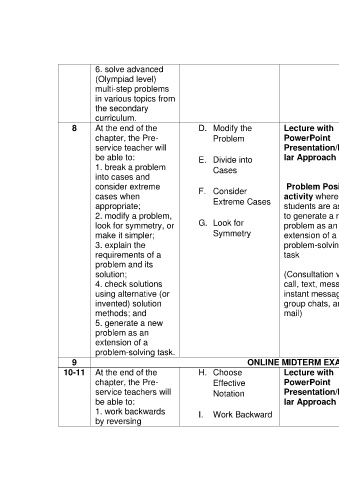 6. solve advanced
(Olympiad level)
multi-step problems
in various topics from
the secondary
curriculum.
8
At the end of the
chapter, the Pre-
service teacher will
be able to:
1. break a problem
into cases and
consider extreme
cases when
appropriate;
2. modify a problem,
look for symmetry, or
make it simpler;
3. explain the
requirements of a
problem and its
solution;
4. check solutions
using alternative (or
invented) solution
methods; and
5. generate a new
problem as an
extension of a
problem-solving task.
D. Modify the
Problem
E. Divide into
Cases
F. Consider
Extreme Cases
G. Look for
Symmetry
Lecture with
PowerPoint
Presentation/
lar Approach
Problem Posi
activity where
students are as
to generate a
problem as an
extension of a
problem-solvin
task
(Consultation v
call, text, mess
instant messag
group chats, a
mail)
9
ONLINE MIDTERM EXA
10-11
At the end of the
chapter, the Pre-
service teachers will
be able to:
1. work backwards
by reversing
H. Choose
Effective
Notation
I. Work Backward
Lecture with
PowerPoint
Presentation/
lar Approach